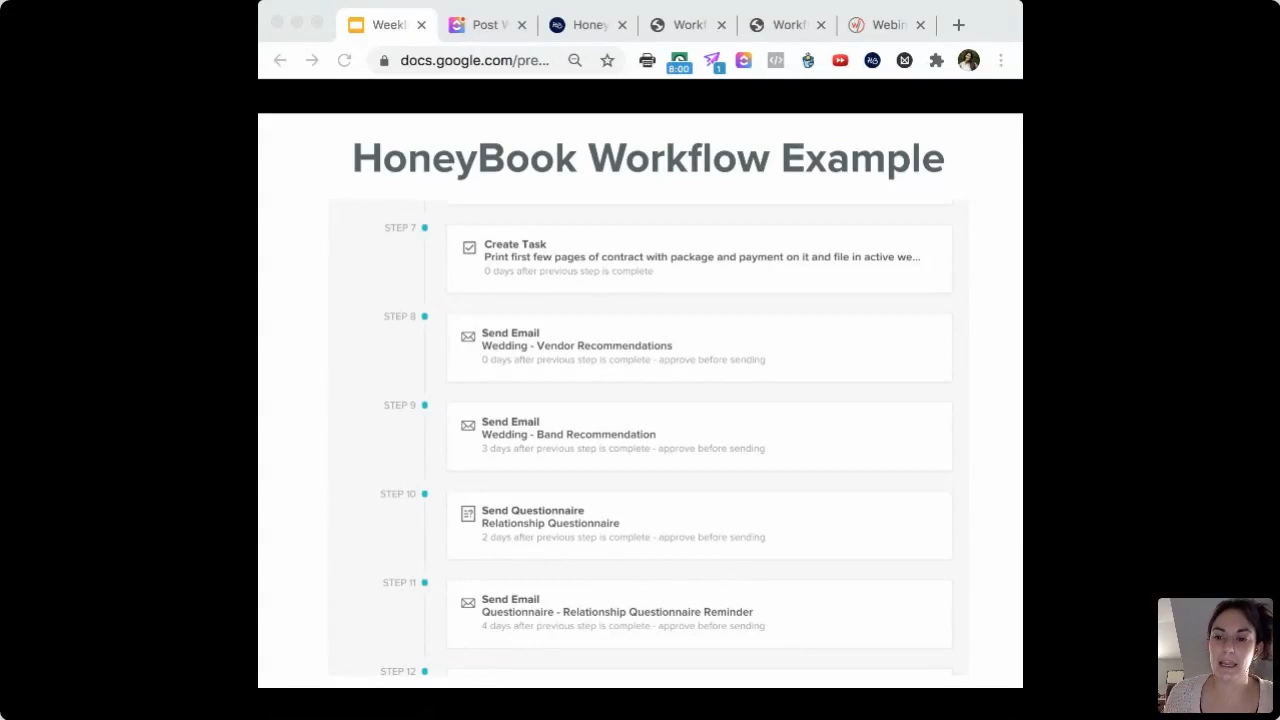 Weekl
Post W
Honey
Workf
Workf
Webin
docs.google.com/pre...
8:00
1
HoneyBook Workflow Example
STEP 7
Create Task
Print first few pages of contract with package and payment on it and file in active we...
0 days after previous step is complete
STEP 8
Send Email
Wedding - Vendor Recommendations
0 days after previous step is complete - approve before sending
STEP 9
Send Email
Wedding - Band Recommendation
3 days after previous step is complete - approve before sending
STEP 10
Send Questionnaire
Relationship Questionnaire
2 days after previous step is complete - approve before sending
STEP 11
Send Email
Questionnaire - Relationship Questionnaire Reminder
4 days after previous step is complete - approve before sending
STEP 12